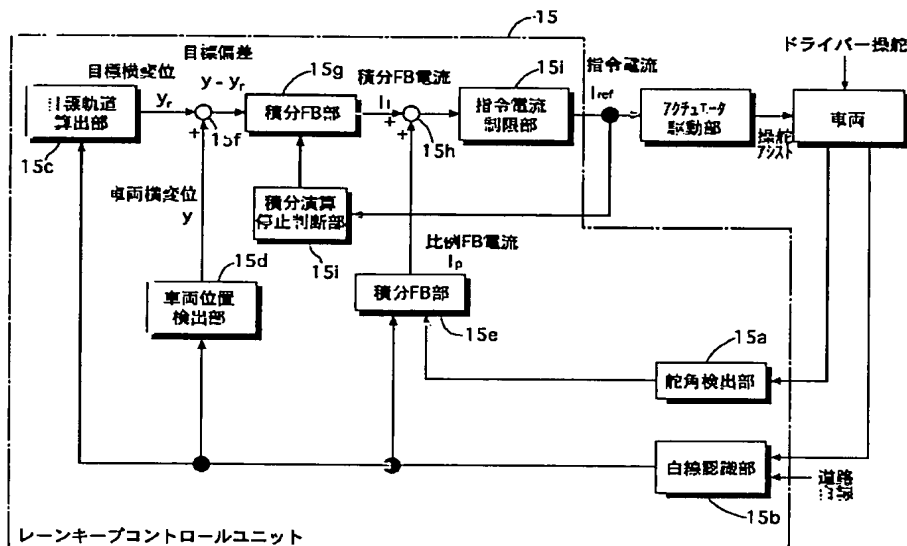 15
ドライバー操舵
目標偏差
目標横変位
y - yr
15g
積分FB電流
15i
指令電流
yr
Ii
Iref
目標軌道
算出部
積分FB部
指令電流
制限部
アクチュエータ
駆動部
車両
+
15f
+
+
15h
操舵
アシスト
15c
車両横変位
y
積分演算
停止判断部
15i
比例FB電流
Ip
15d
車両位置
検出部
積分FB部
15e
15a
舵角検出部
白線認識部
道路
15b
レーンキープコントロールユニット